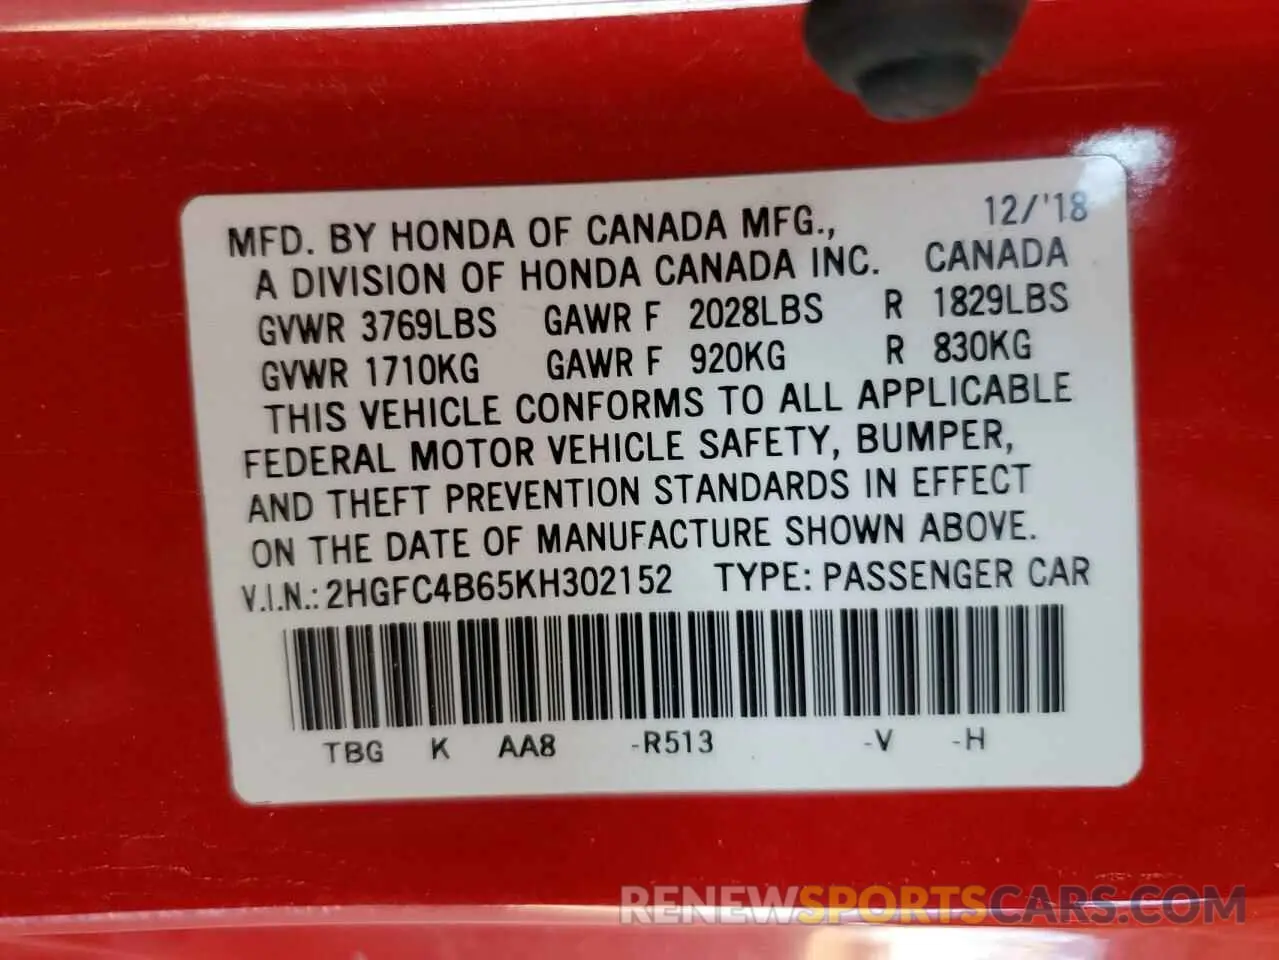 MFD. BY HONDA OF CANADA MFG., 12/'18
A DIVISION OF HONDA CANADA INC. CANADA
GVWR 3769LBS GAWR F 2028LBS R 1829LBS
GVWR 1710KG GAWR F 920KG R 830KG
THIS VEHICLE CONFORMS TO ALL APPLICABLE
FEDERAL MOTOR VEHICLE SAFETY, BUMPER,
AND THEFT PREVENTION STANDARDS IN EFFECT
ON THE DATE OF MANUFACTURE SHOWN ABOVE.
V.I.N.: 2HGFC4B65KH302152 TYPE: PASSENGER CAR
TBG K AA8 -R513 -V -H
RENEWSPORTSCARS.COM